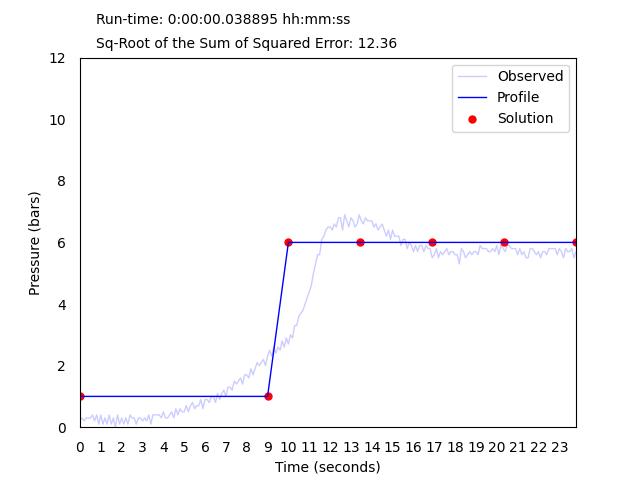 Run-time: 0:00:00.038895 hh:mm:ss
Sq-Root of the Sum of Squared Error: 12.36
12
10
8
6
4
2
0
Pressure (bars)
Observed
Profile
Solution
0 1 2 3 4 5 6 7 8 9 10 11 12 13 14 15 16 17 18 19 20 21 22 23
Time (seconds)